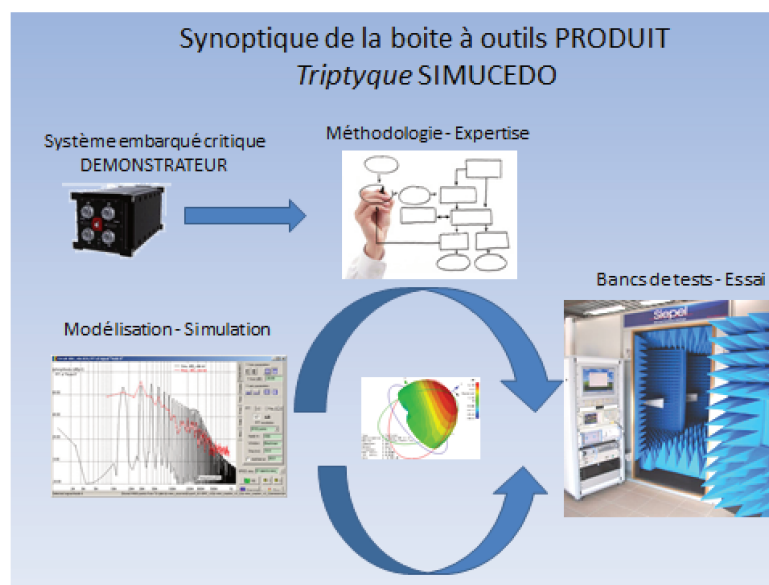 Synoptique de la boite à outils PRODUIT
Triptyque SIMUCEDO
Système embarqué critique
DEMONSTRATEUR
Méthodologie - Expertise
Bancs de tests - Essai
Modélisation - Simulation
siepel